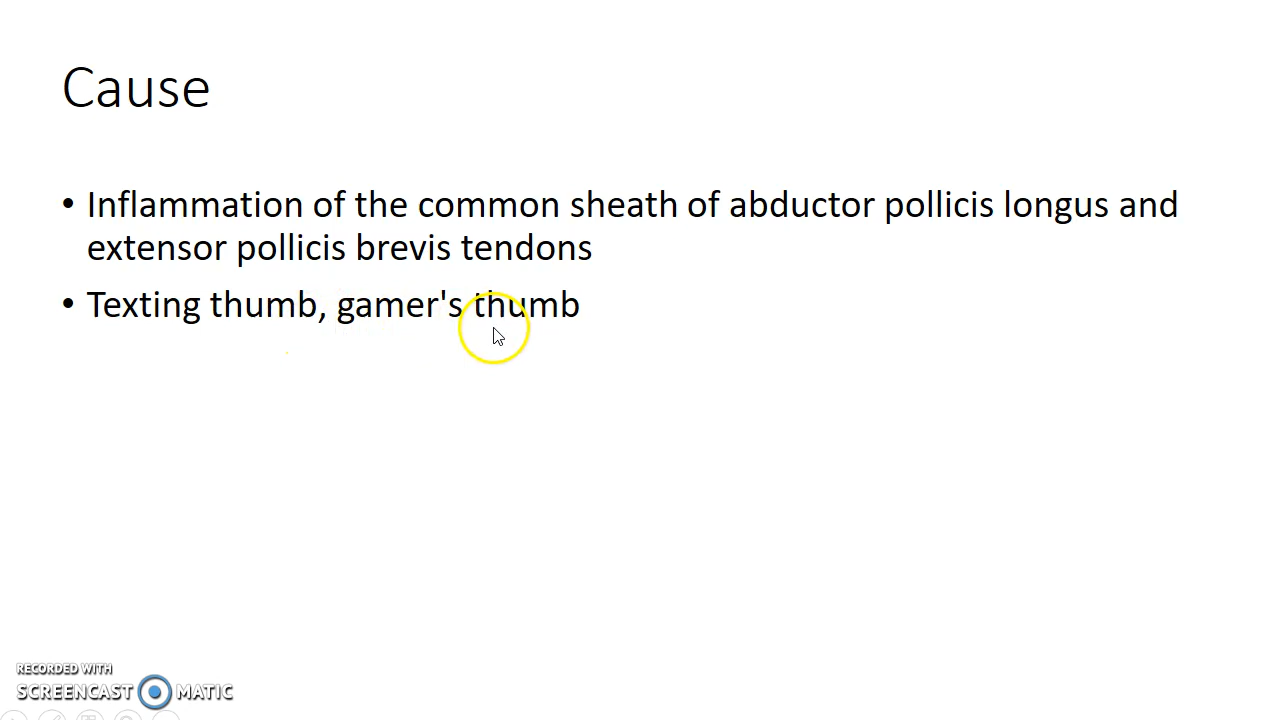 Cause
• Inflammation of the common sheath of abductor pollicis longus and
extensor pollicis brevis tendons
• Texting thumb, gamer's thumb
RECORDED WITH
SCREENCAST MATIC